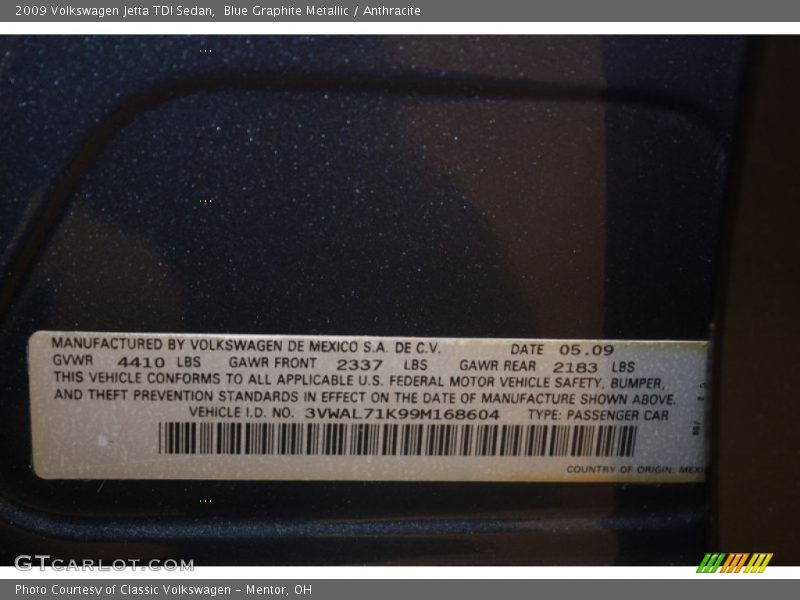 2009 Volkswagen Jetta TDI Sedan,  Blue Graphite Metallic / Anthracite
MANUFACTURED BY VOLKSWAGEN DE MEXICO S.A. DE C.V. DATE 05.09
GVWR 4410 LBS GAWR FRONT 2337 LBS GAWR REAR 2183 LBS
THIS VEHICLE CONFORMS TO ALL APPLICABLE U.S. FEDERAL MOTOR VEHICLE SAFETY, BUMPER,
AND THEFT PREVENTION STANDARDS IN EFFECT ON THE DATE OF MANUFACTURE SHOWN ABOVE.
VEHICLE I.D. NO. 3VWAL71K99M168604 TYPE: PASSENGER CAR
COUNTRY OF ORIGIN: MEXI
GTCARLOT.COM
Photo Courtesy of Classic Volkswagen - Mentor, OH